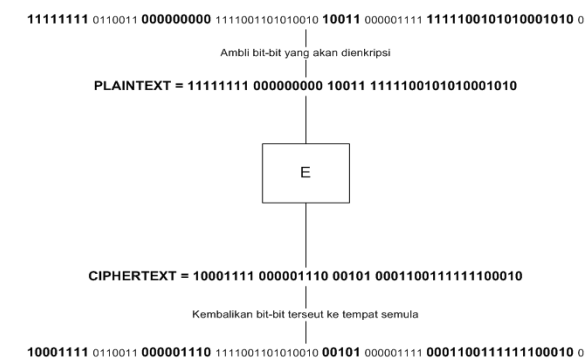 11111111 0110011 000000000 1111001101010010 10011 000001111 1111100101010001010 0
Ambli bit-bit yang akan dienkripsi
PLAINTEXT = 11111111 000000000 10011 1111100101010001010
E
CIPHERTEXT = 10001111 000001110 00101 0001100111111100010
Kembalikan bit-bit terseut ke tempat semula
10001111 0110011 000001110 1111001101010010 00101 000001111 0001100111111100010 0